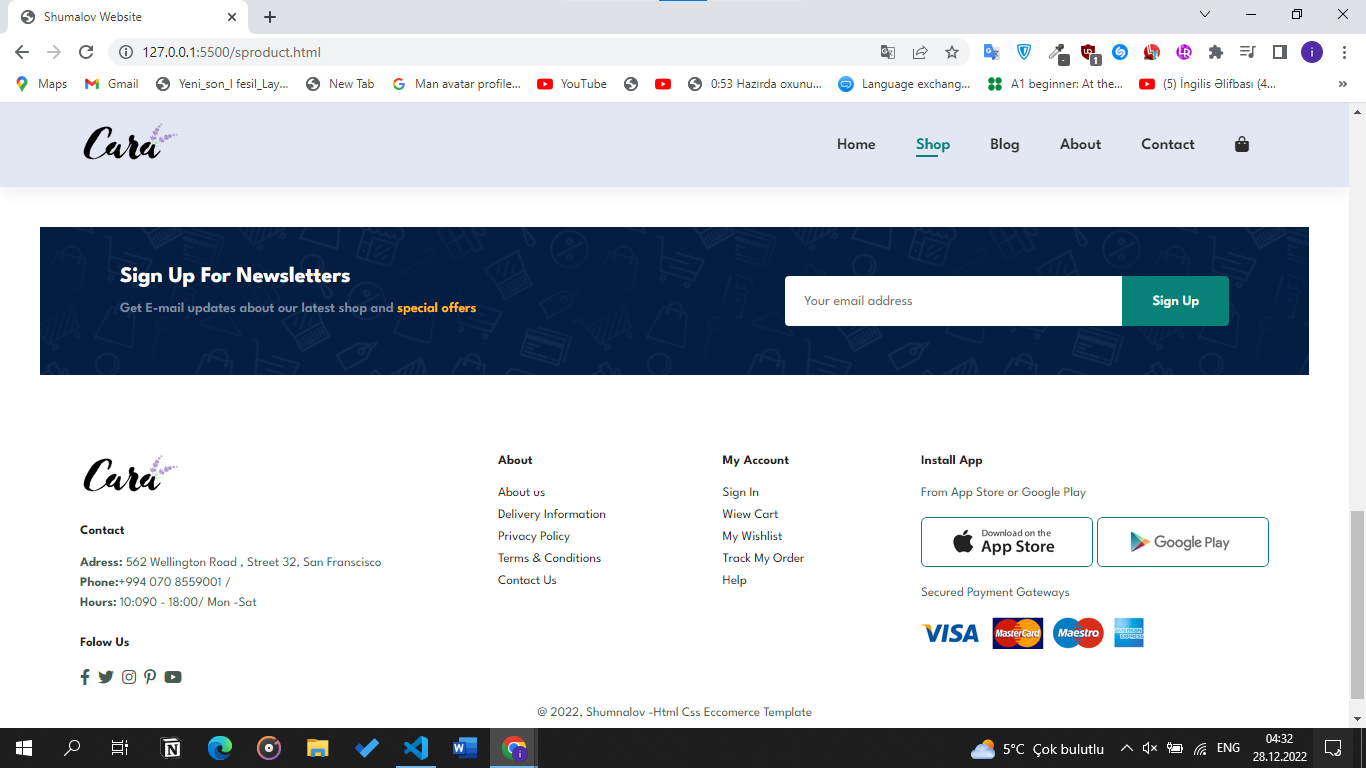 Shumalov Website
127.0.0.1:5500/sproduct.html
Maps Gmail Yeni_son_I fesil_Lay... New Tab Man avatar profile... YouTube 0:53 Hazırda oxunu... Language exchang... A1 beginner: At the... (5) İngilis Əlifbası (4... »
Cara
Home Shop Blog About Contact
Sign Up For Newsletters
Get E-mail updates about our latest shop and special offers
Your email address
Sign Up
Cara
Contact
Adress: 562 Wellington Road , Street 32, San Franscisco
Phone:+994 070 8559001 /
Hours: 10:090 - 18:00/ Mon -Sat
Folow Us
About
About us
Delivery Information
Privacy Policy
Terms & Conditions
Contact Us
My Account
Sign In
Wiew Cart
My Wishlist
Track My Order
Help
Install App
From App Store or Google Play
Download on the
App Store
Google Play
Secured Payment Gateways
VISA MasterCard Maestro AMERICAN EXPRESS
@ 2022, Shumnalov -Html Css Eccomerce Template
5°C Çok bulutlu ENG
04:32
28.12.2022